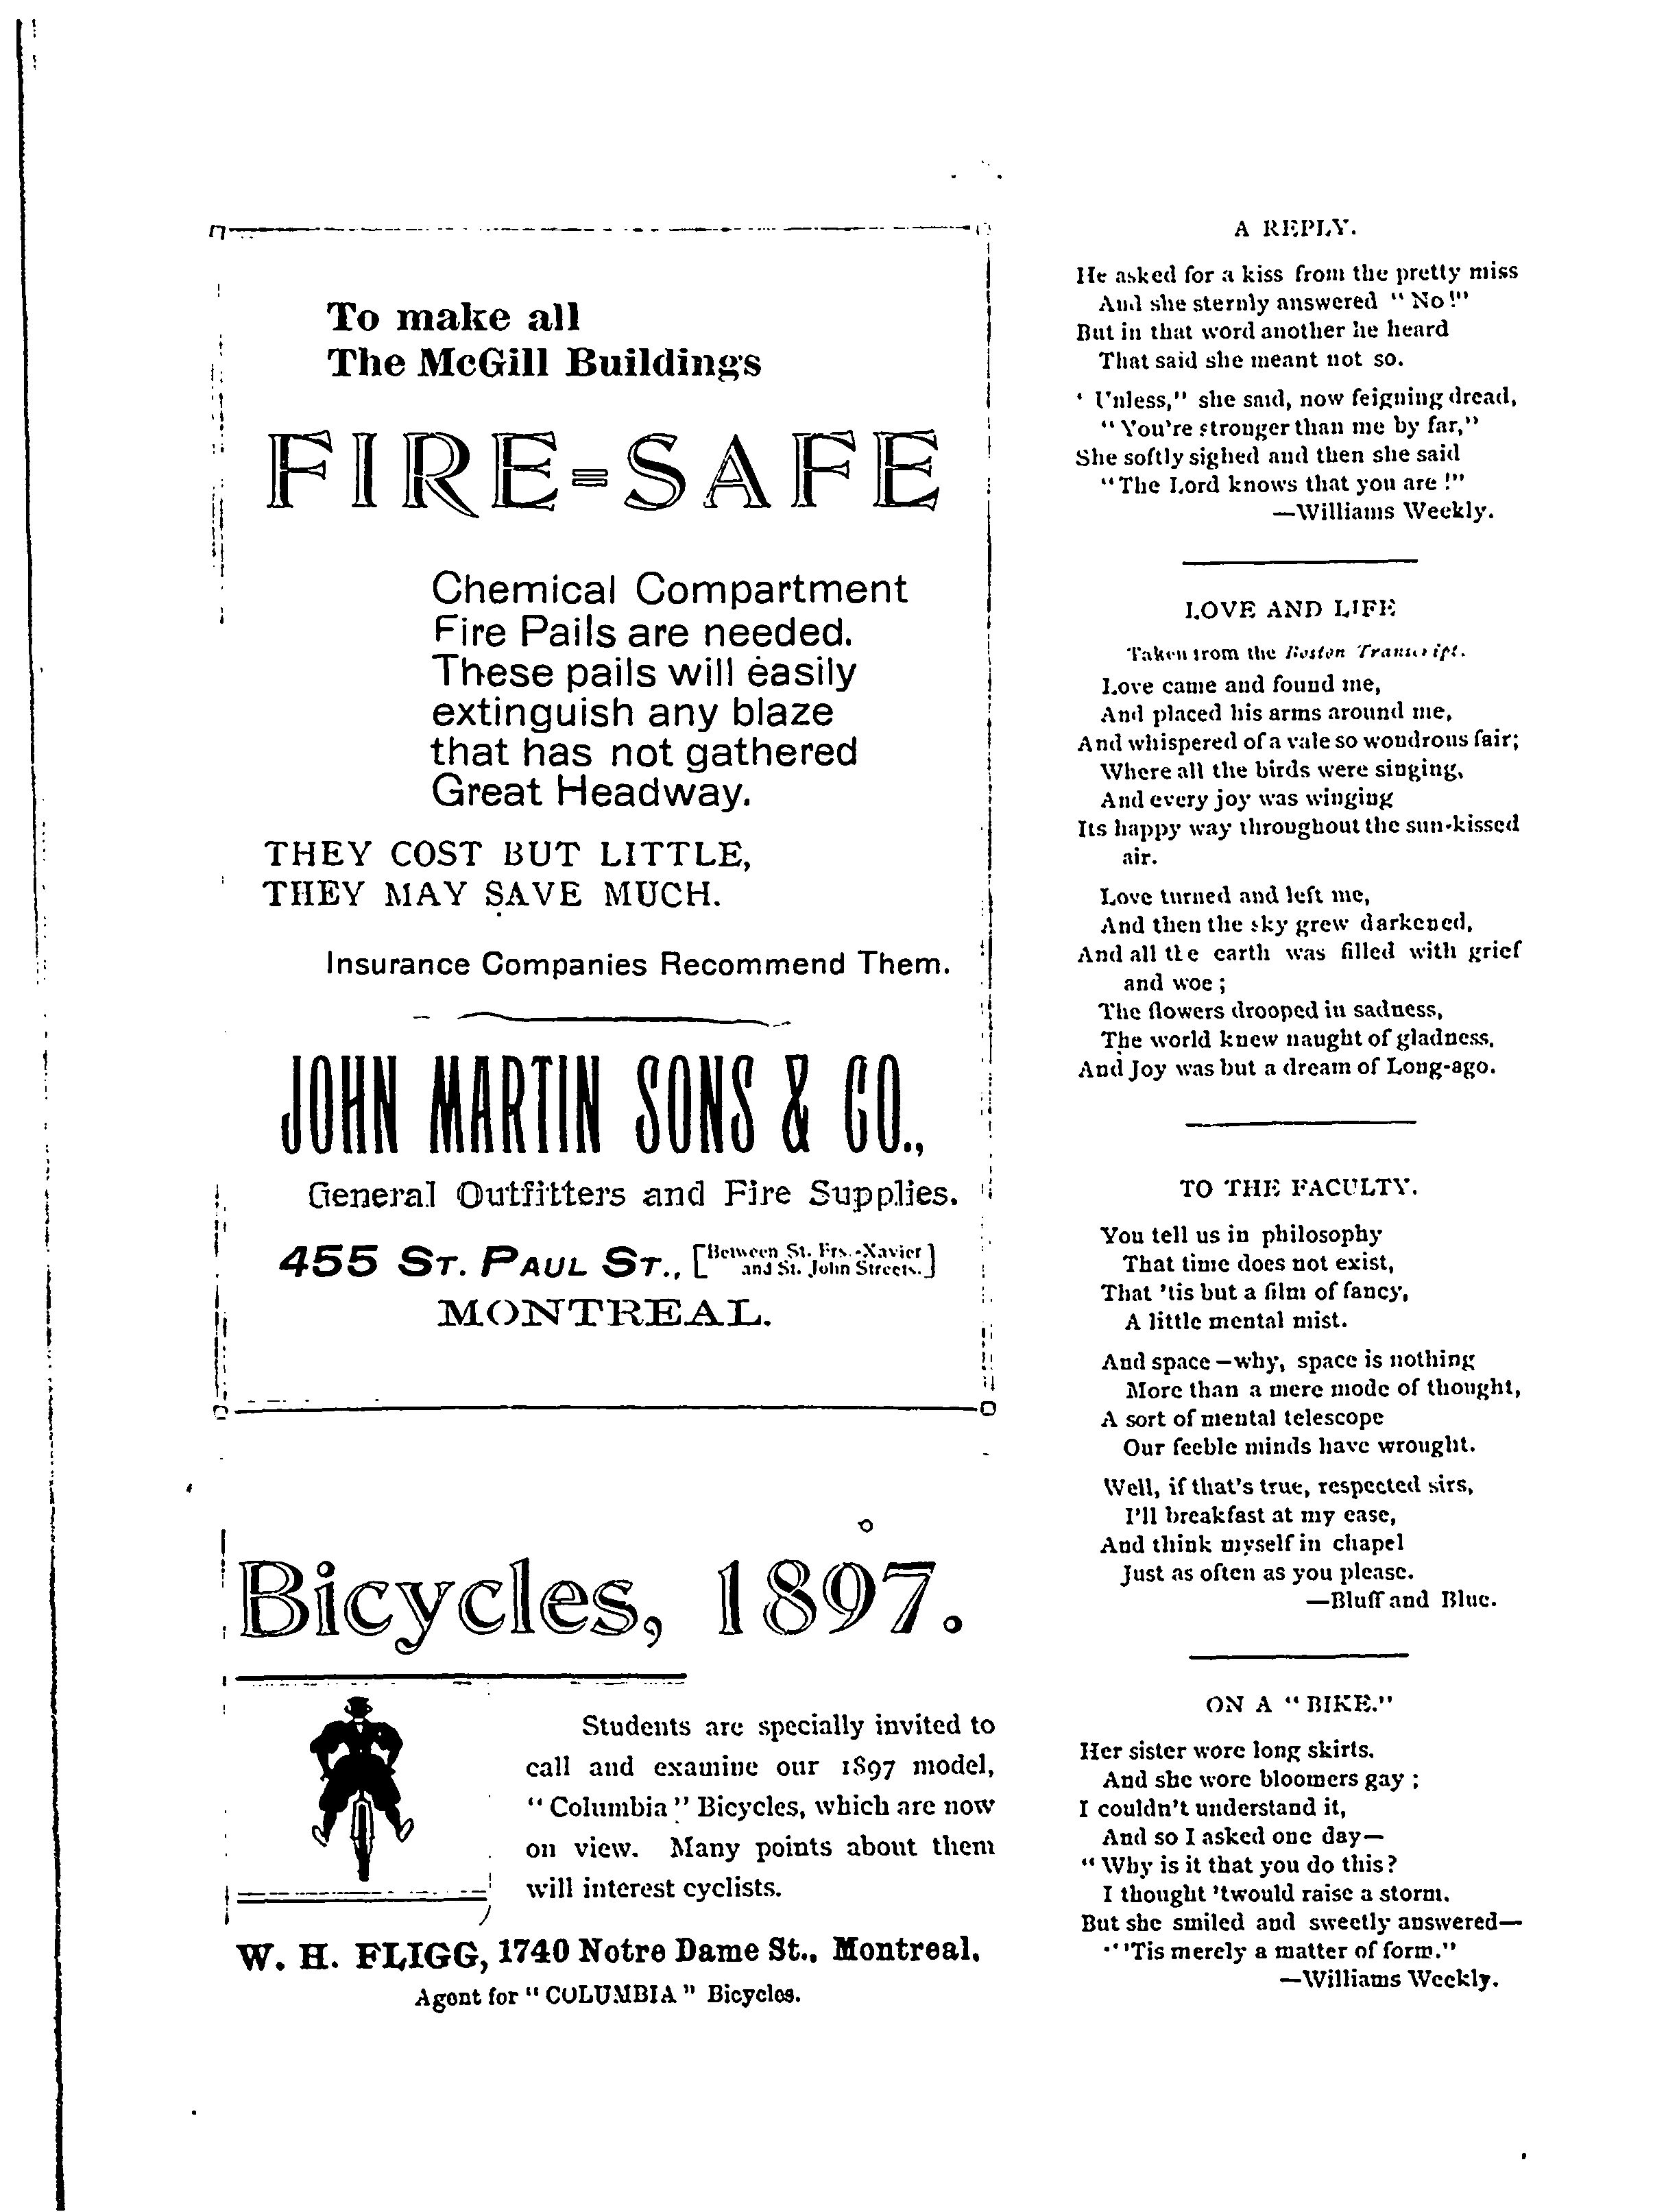 To make all
The McGill Buildings
FIRE=SAFE
Chemical Compartment
Fire Pails are needed.
These pails will easily
extinguish any blaze
that has not gathered
Great Headway.
THEY COST BUT LITTLE,
THEY MAY SAVE MUCH.
Insurance Companies Recommend Them.
JOHN MARTIN SONS & CO.,
General Outfitters and Fire Supplies.
455 ST. PAUL ST., [Between St. Frs.-Xavier
and St. John Streets.]
MONTREAL.
Bicycles, 1897.
Students are specially invited to
call and examine our 1897 model,
"Columbia" Bicycles, which are now
on view. Many points about them
will interest cyclists.
W. H. FLIGG, 1740 Notre Dame St., Montreal.
Agent for "COLUMBIA" Bicycles.
A REPLY.
He asked for a kiss from the pretty miss
And she sternly answered "No!"
But in that word another he heard
That said she meant not so.
' Unless," she said, now feigning dread,
"You're stronger than me by far,"
She softly sighed and then she said
"The Lord knows that you are!"
—Williams Weekly.
LOVE AND LIFE
Taken from the Boston Transcript.
Love came and found me,
And placed his arms around me,
And whispered of a vale so wondrous fair;
Where all the birds were singing,
And every joy was winging
Its happy way throughout the sun-kissed
air.
Love turned and left me,
And then the sky grew darkened,
And all the earth was filled with grief
and woe;
The flowers drooped in sadness,
The world knew naught of gladness,
And Joy was but a dream of Long-ago.
TO THE FACULTY.
You tell us in philosophy
That time does not exist,
That 'tis but a film of fancy,
A little mental mist.
And space—why, space is nothing
More than a mere mode of thought,
A sort of mental telescope
Our feeble minds have wrought.
Well, if that's true, respected sirs,
I'll breakfast at my ease,
And think myself in chapel
Just as often as you please.
—Bluff and Blue.
ON A "BIKE."
Her sister wore long skirts,
And she wore bloomers gay;
I couldn't understand it,
And so I asked one day—
"Why is it that you do this?
I thought 'twould raise a storm.
But she smiled and sweetly answered—
"'Tis merely a matter of form."
—Williams Weekly.